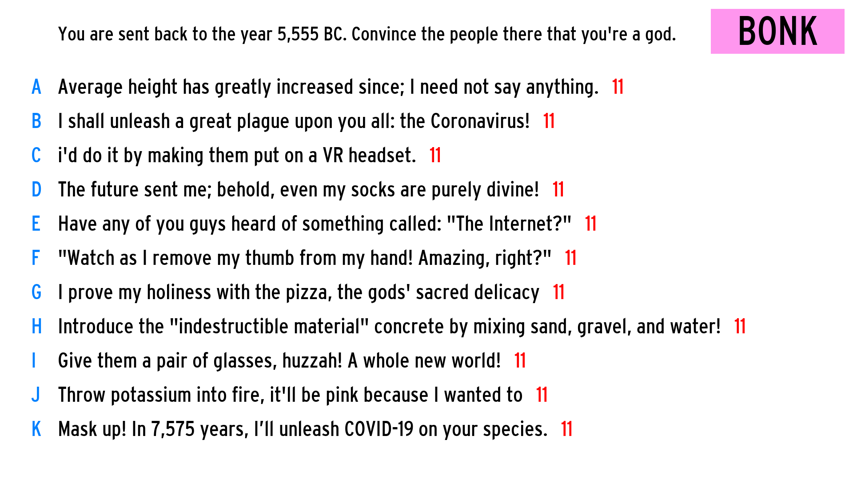 You are sent back to the year 5,555 BC. Convince the people there that you're a god.
BONK
A Average height has greatly increased since; I need not say anything. 11
B I shall unleash a great plague upon you all: the Coronavirus! 11
C i'd do it by making them put on a VR headset. 11
D The future sent me; behold, even my socks are purely divine! 11
E Have any of you guys heard of something called: "The Internet?" 11
F "Watch as I remove my thumb from my hand! Amazing, right?" 11
G I prove my holiness with the pizza, the gods' sacred delicacy 11
H Introduce the "indestructible material" concrete by mixing sand, gravel, and water! 11
I Give them a pair of glasses, huzzah! A whole new world! 11
J Throw potassium into fire, it'll be pink because I wanted to 11
K Mask up! In 7,575 years, I’ll unleash COVID-19 on your species. 11